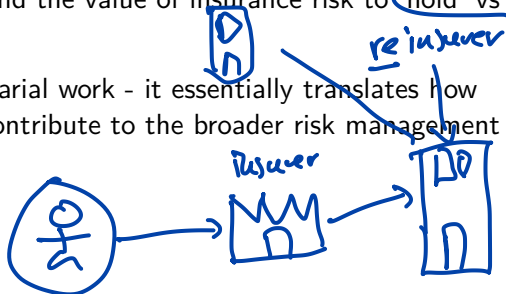 nd the value of insurance risk to "hold" vs
reinsurer
arial work - it essentially translates how
ontribute to the broader risk management
insurer